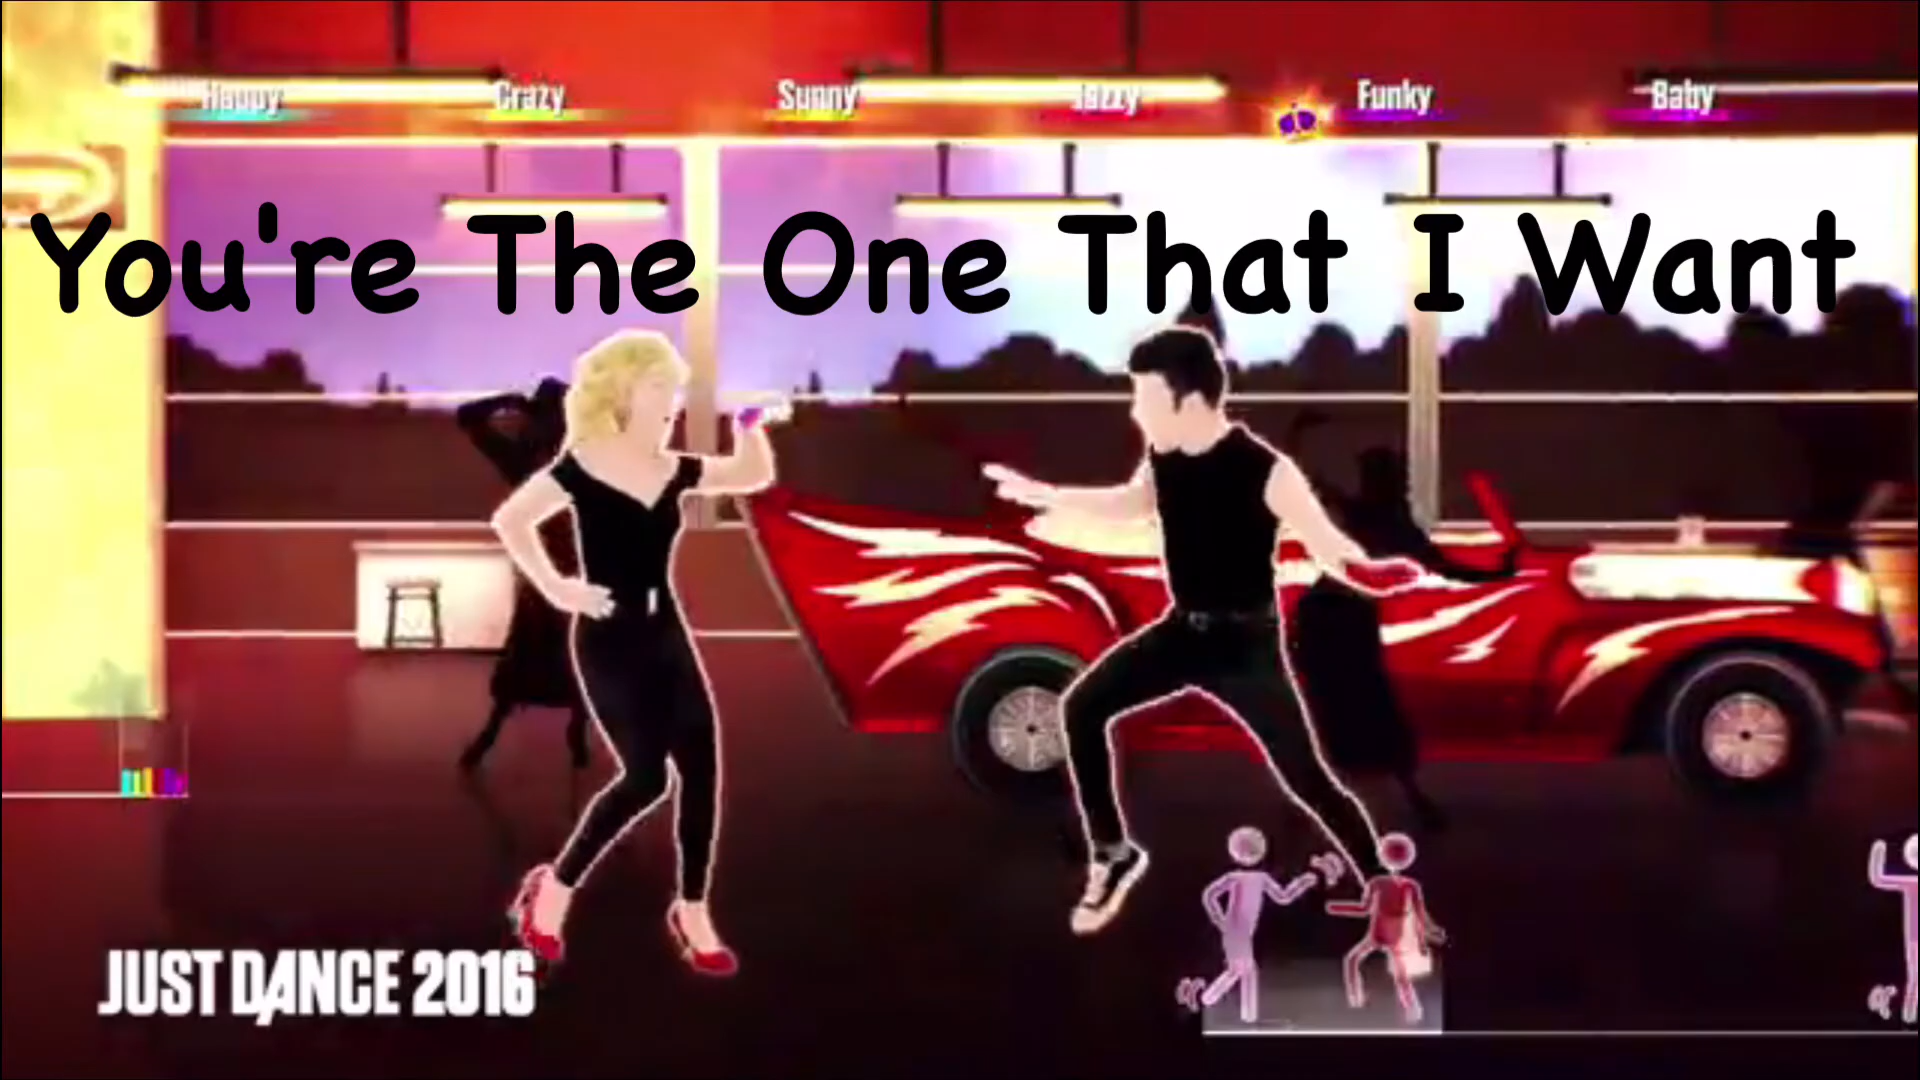 Happy Crazy Sunny Jazzy Funky Baby
You're The One That I Want
JUST DANCE 2016